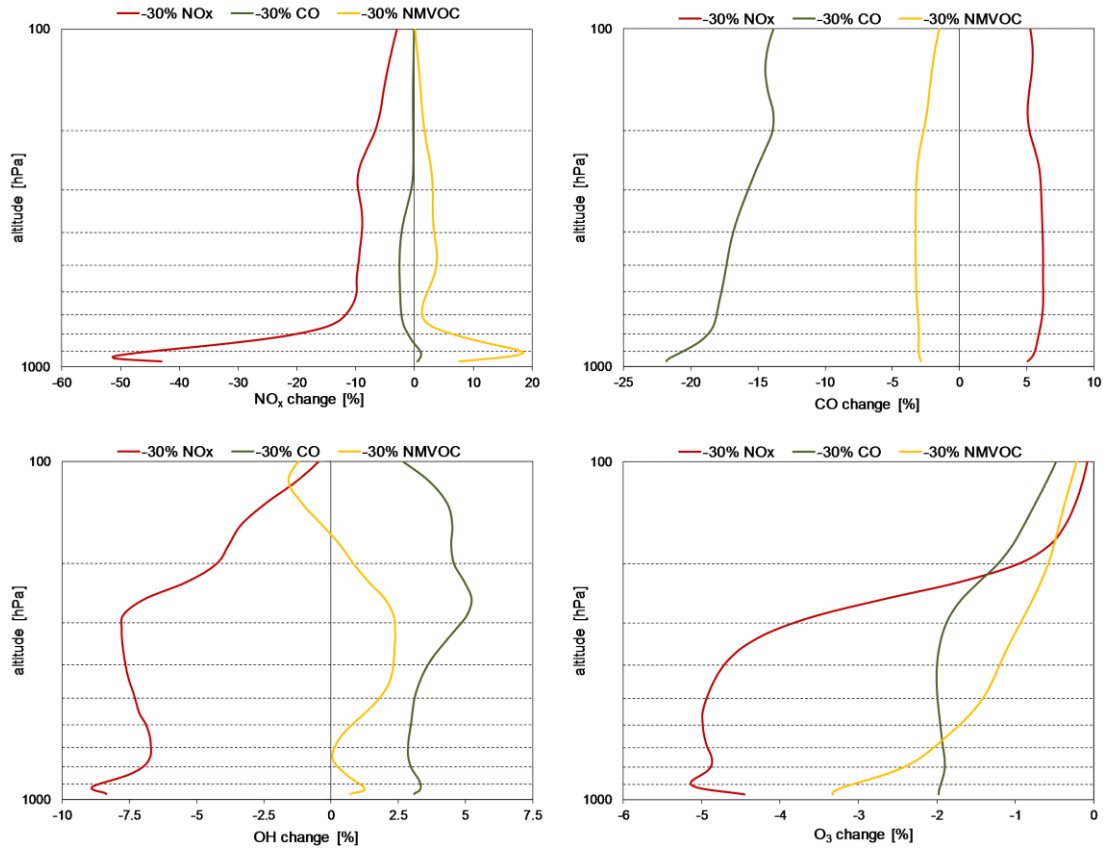 -30% NOx -30% CO -30% NMVOC
100
altitude [hPa]
1000
-60 -50 -40 -30 -20 -10 0 10 20
NOx change [%]
-30% NOx -30% CO -30% NMVOC
100
altitude [hPa]
1000
-25 -20 -15 -10 -5 0 5 10
CO change [%]
-30% NOx -30% CO -30% NMVOC
100
altitude [hPa]
1000
-10 -7.5 -5 -2.5 0 2.5 5 7.5
OH change [%]
-30% NOx -30% CO -30% NMVOC
100
altitude [hPa]
1000
-6 -5 -4 -3 -2 -1 0
O3 change [%]